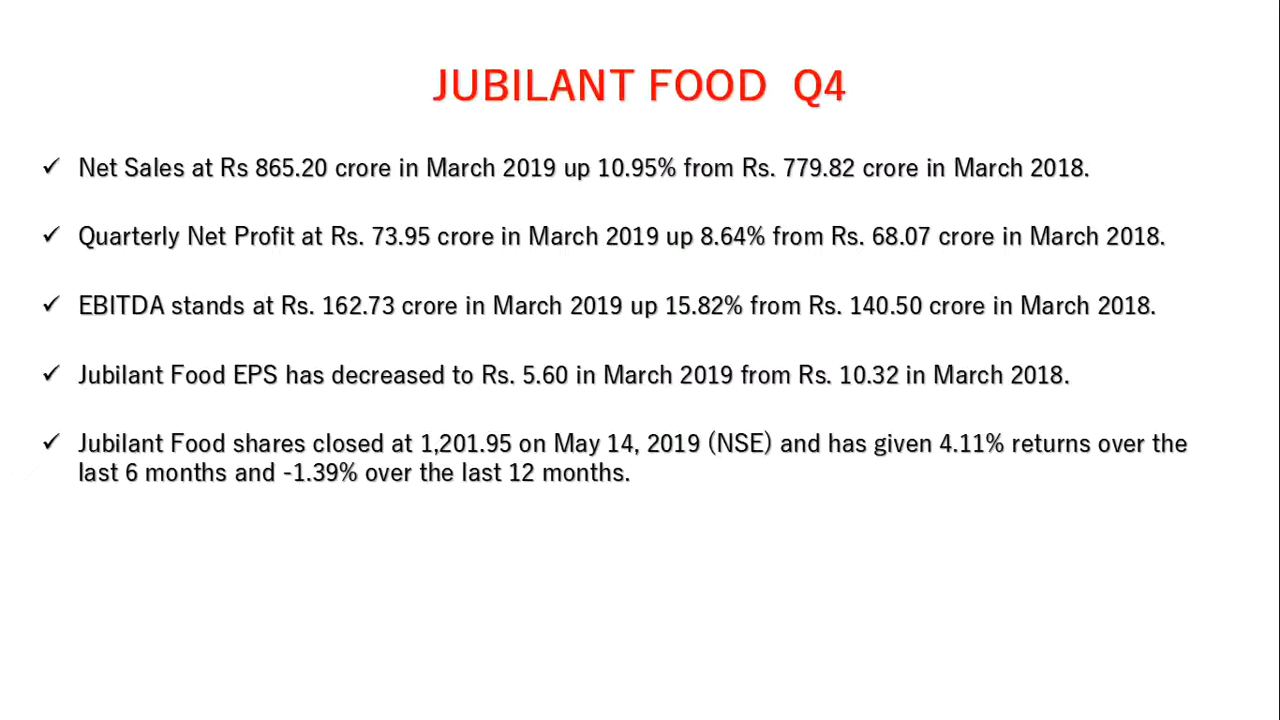 JUBILANT FOOD Q4
✓ Net Sales at Rs 865.20 crore in March 2019 up 10.95% from Rs. 779.82 crore in March 2018.
✓ Quarterly Net Profit at Rs. 73.95 crore in March 2019 up 8.64% from Rs. 68.07 crore in March 2018.
✓ EBITDA stands at Rs. 162.73 crore in March 2019 up 15.82% from Rs. 140.50 crore in March 2018.
✓ Jubilant Food EPS has decreased to Rs. 5.60 in March 2019 from Rs. 10.32 in March 2018.
✓ Jubilant Food shares closed at 1,201.95 on May 14, 2019 (NSE) and has given 4.11% returns over the
last 6 months and -1.39% over the last 12 months.